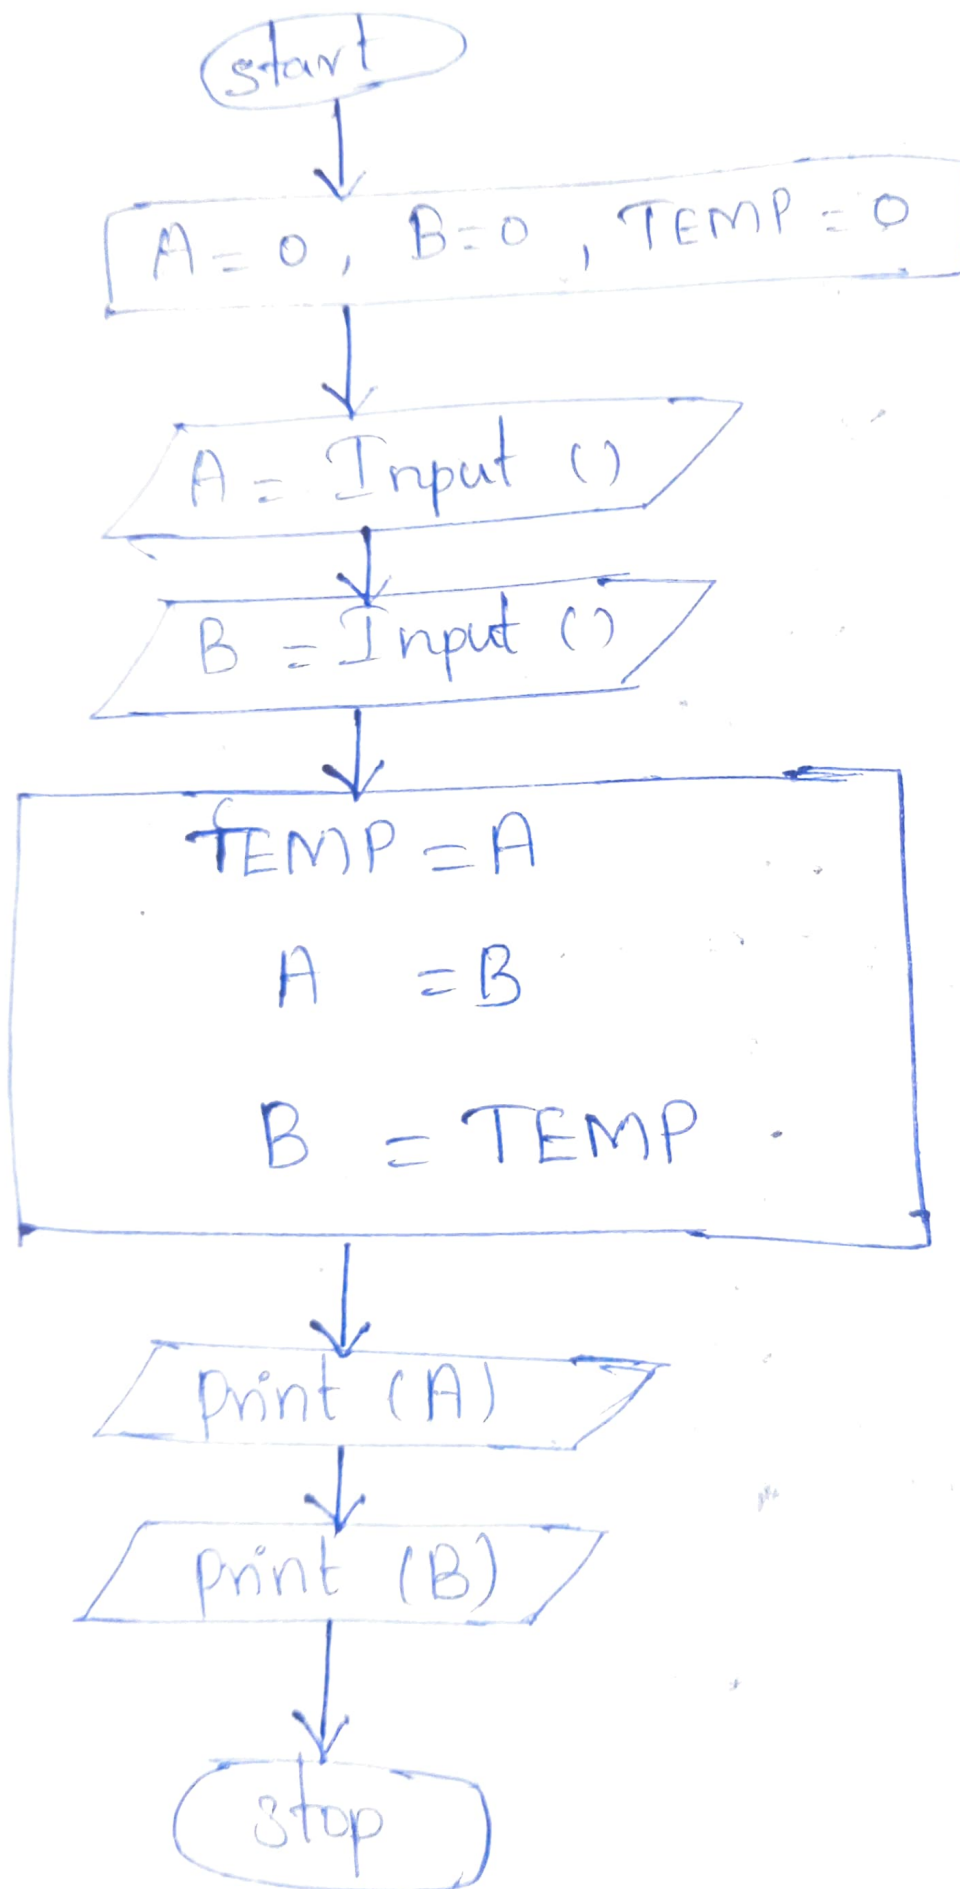 start
A = 0, B = 0, TEMP = 0
A = Input ()
B = Input ()
TEMP = A
A = B
B = TEMP
print (A)
print (B)
stop